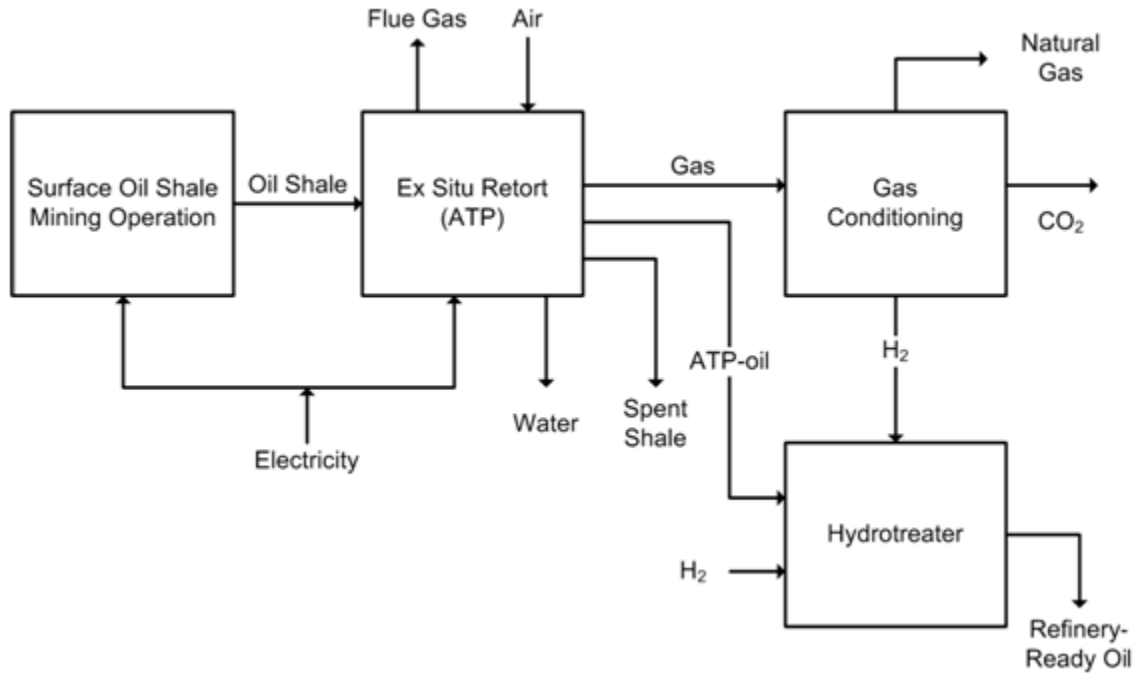 Flue Gas
Air
Natural
Gas
Surface Oil Shale
Mining Operation
Oil Shale
Ex Situ Retort
(ATP)
Gas
Gas
Conditioning
CO₂
H₂
ATP-oil
Water
Spent
Shale
Electricity
Hydrotreater
H₂
Refinery-
Ready Oil